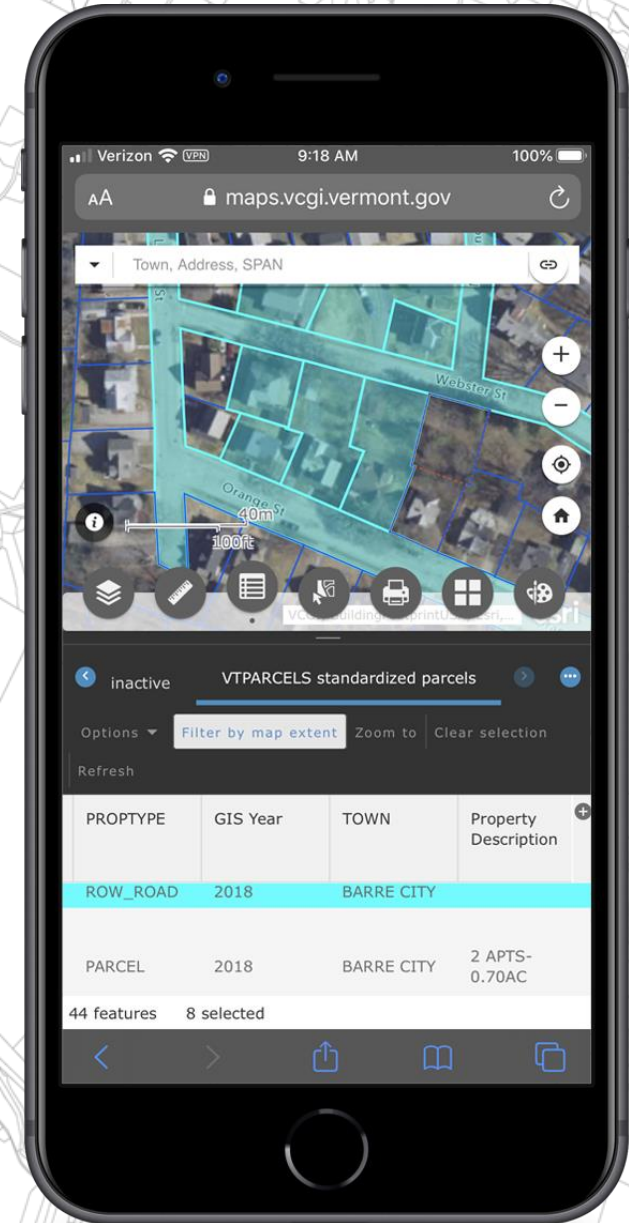 Verizon VPN 9:18 AM 100%
AA maps.vcgi.vermont.gov
Town, Address, SPAN
St
Webster St
Orange St
40m
100ft
esri
inactive VTPARCELS standardized parcels
Options Filter by map extent Zoom to Clear selection
Refresh
PROPTYPE GIS Year TOWN Property
Description
ROW_ROAD 2018 BARRE CITY
PARCEL 2018 BARRE CITY 2 APTS-
0.70AC
44 features 8 selected